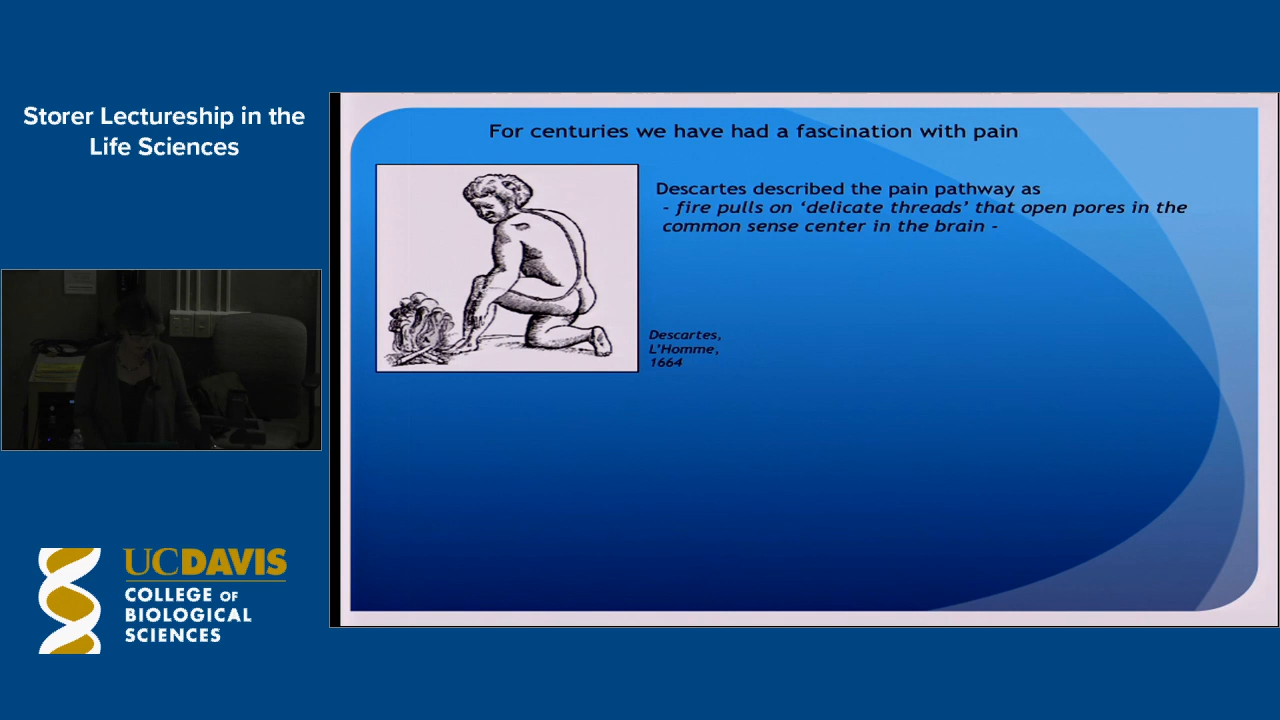 Storer Lectureship in the
Life Sciences
For centuries we have had a fascination with pain
Descartes described the pain pathway as
- fire pulls on ‘delicate threads’ that open pores in the
common sense center in the brain -
Descartes,
L’Homme,
1664
UCDAVIS
COLLEGE OF
BIOLOGICAL
SCIENCES